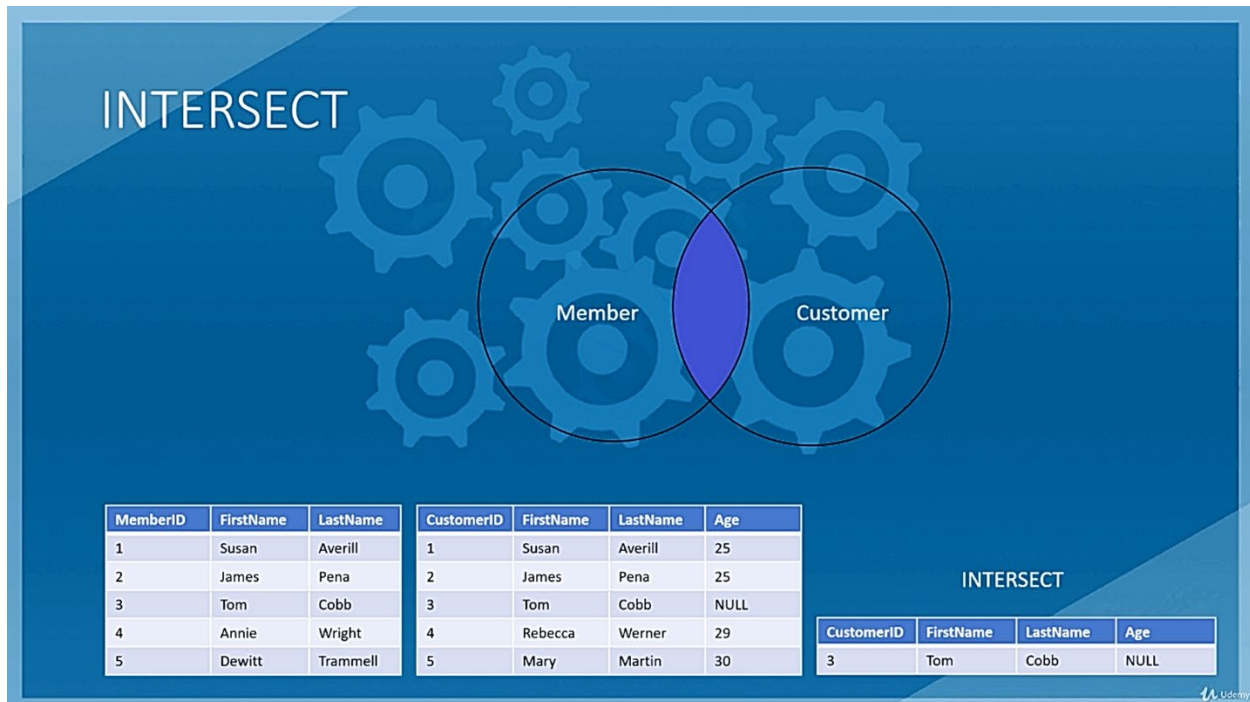 INTERSECT
Member Customer
MemberID FirstName LastName
1 Susan Averill
2 James Pena
3 Tom Cobb
4 Annie Wright
5 Dewitt Trammell
CustomerID FirstName LastName Age
1 Susan Averill 25
2 James Pena 25
3 Tom Cobb NULL
4 Rebecca Werner 29
5 Mary Martin 30
INTERSECT
CustomerID FirstName LastName Age
3 Tom Cobb NULL
Udemy